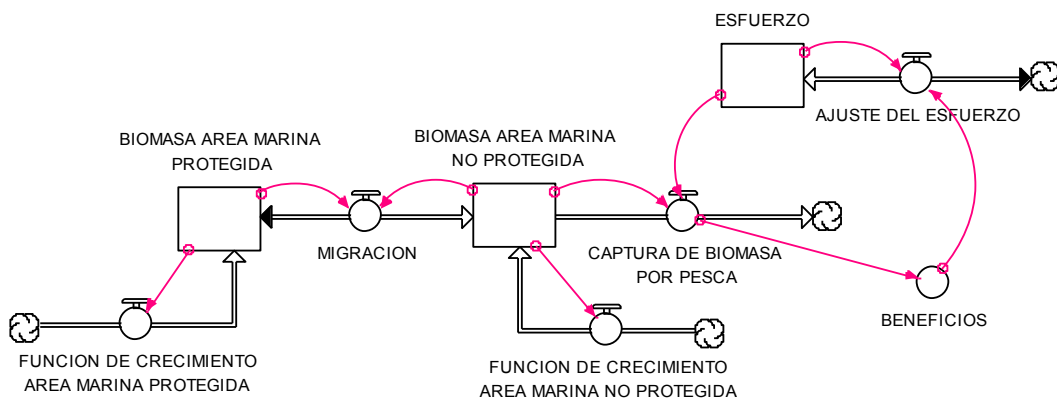 ESFUERZO
AJUSTE DEL ESFUERZO
BIOMASA AREA MARINA
PROTEGIDA
BIOMASA AREA MARINA
NO PROTEGIDA
MIGRACION
CAPTURA DE BIOMASA
POR PESCA
BENEFICIOS
FUNCION DE CRECIMIENTO
AREA MARINA PROTEGIDA
FUNCION DE CRECIMIENTO
AREA MARINA NO PROTEGIDA